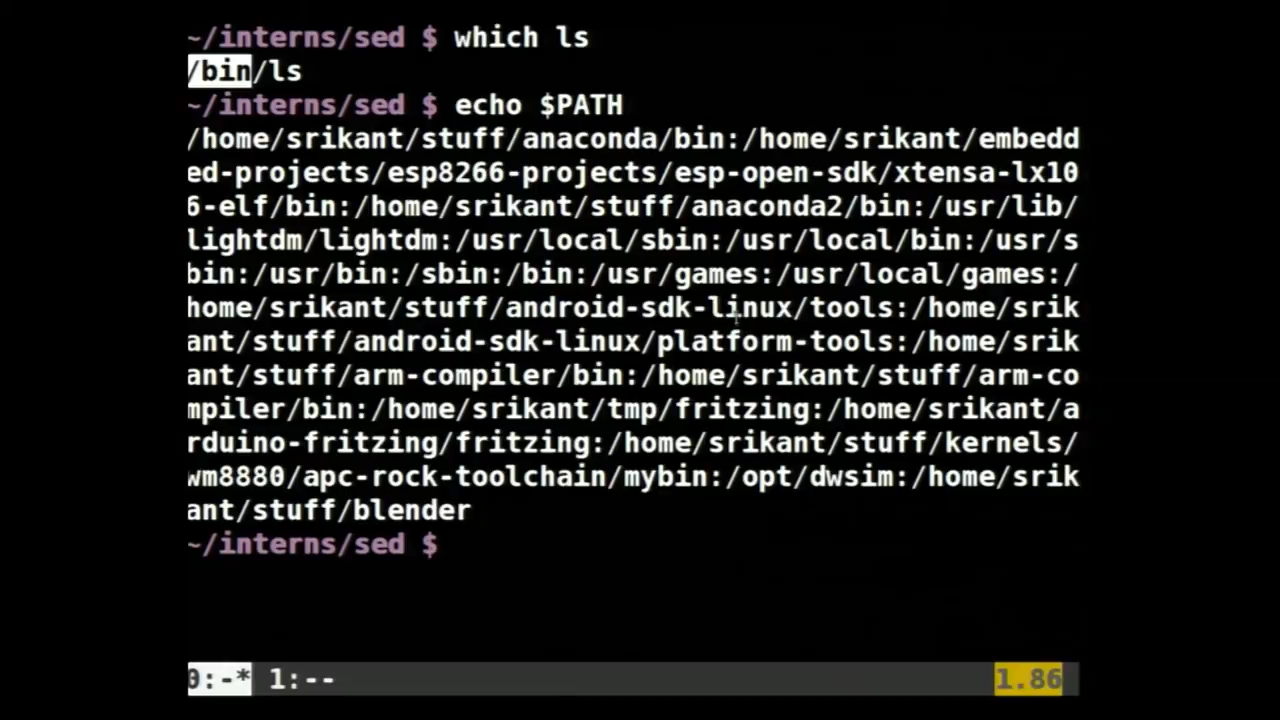 ~/interns/sed $ which ls
/bin/ls
~/interns/sed $ echo $PATH
/home/srikant/stuff/anaconda/bin:/home/srikant/embedd
ed-projects/esp8266-projects/esp-open-sdk/xtensa-lx10
6-elf/bin:/home/srikant/stuff/anaconda2/bin:/usr/lib/
lightdm/lightdm:/usr/local/sbin:/usr/local/bin:/usr/s
bin:/usr/bin:/sbin:/bin:/usr/games:/usr/local/games:/
home/srikant/stuff/android-sdk-linux/tools:/home/srik
ant/stuff/android-sdk-linux/platform-tools:/home/srik
ant/stuff/arm-compiler/bin:/home/srikant/stuff/arm-co
mpiler/bin:/home/srikant/tmp/fritzing:/home/srikant/a
rduino-fritzing/fritzing:/home/srikant/stuff/kernels/
wm8880/apc-rock-toolchain/mybin:/opt/dwsim:/home/srik
ant/stuff/blender
~/interns/sed $
0:-* 1:-- 1.86